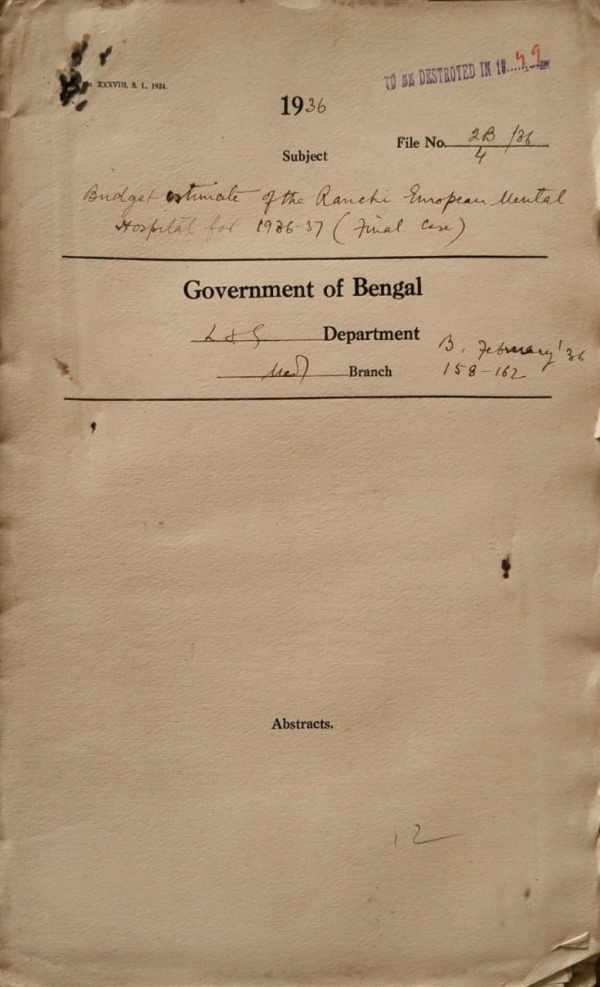 XXXVIII. S. L. 1934.
TO BE DESTROYED IN 19...49
1936
File No. 2B/36
4
Subject
Budget estimate of the Ranchi European Mental
Hospital for 1936-37 (Final Case)
Government of Bengal
L S G Department
B. February '36
Medl Branch
158-162
Abstracts.
12